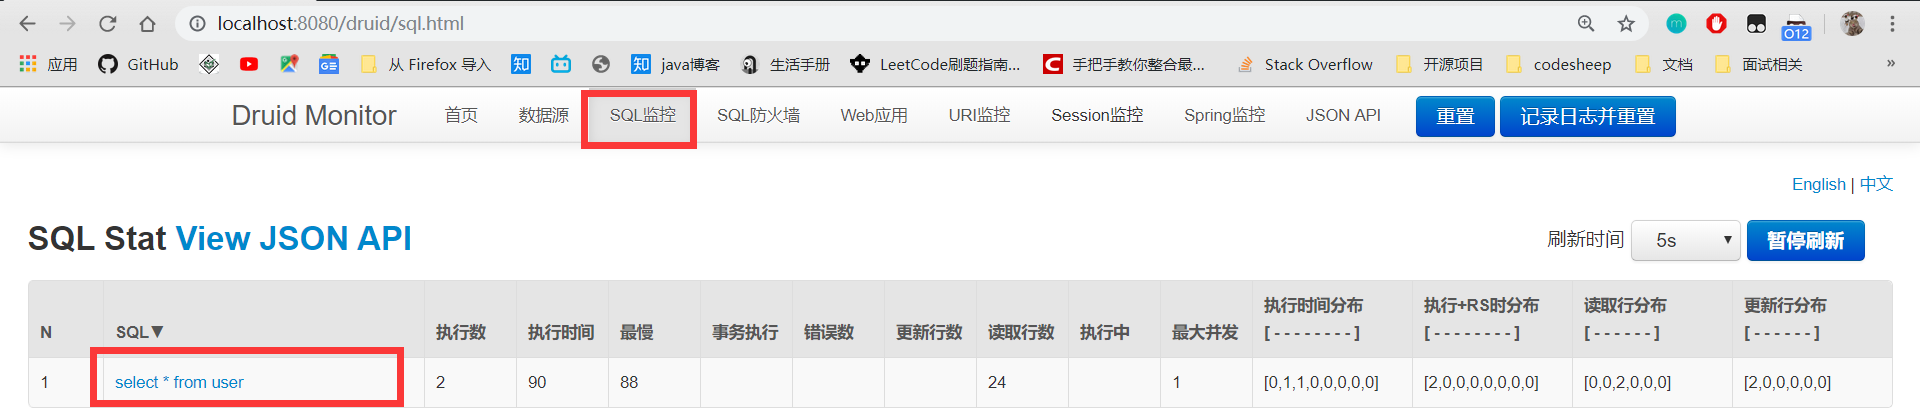 localhost:8080/druid/sql.html
O12
应用 GitHub 从 Firefox 导入 知 知 java博客 生活手册 LeetCode刷题指南... C 手把手教你整合最... Stack Overflow 开源项目 codesheep 文档 面试相关 »
Druid Monitor 首页 数据源 SQL监控 SQL防火墙 Web应用 URI监控 Session监控 Spring监控 JSON API 重置 记录日志并重置
English | 中文
SQL Stat View JSON API 刷新时间 5s 暂停刷新
N SQL▼ 执行数 执行时间 最慢 事务执行 错误数 更新行数 读取行数 执行中 最大并发 执行时间分布 [ - - - - - - - - ] 执行+RS时分布 [ - - - - - - - - ] 读取行分布 [ - - - - - - ] 更新行分布 [ - - - - - - ]
1 select * from user 2 90 88 24 1 [0,1,1,0,0,0,0,0] [2,0,0,0,0,0,0,0] [0,0,2,0,0,0] [2,0,0,0,0,0]